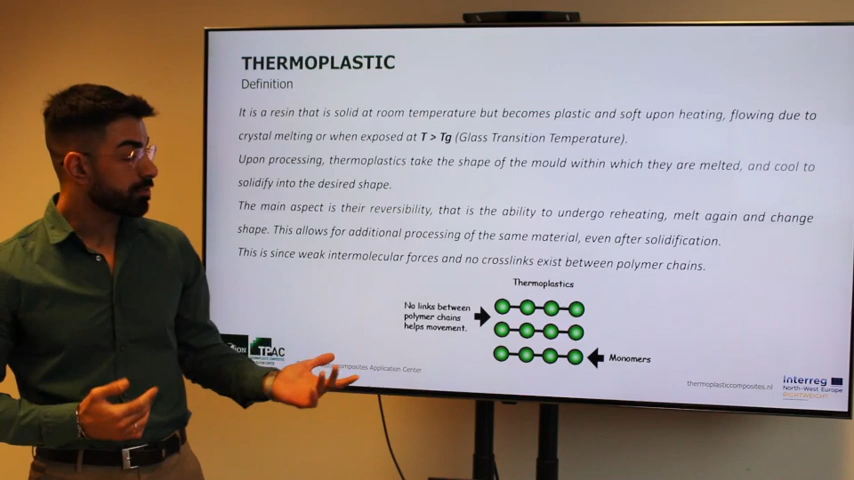 THERMOPLASTIC
Definition
It is a resin that is solid at room temperature but becomes plastic and soft upon heating, flowing due to
crystal melting or when exposed at T > Tg (Glass Transition Temperature).
Upon processing, thermoplastics take the shape of the mould within which they are melted, and cool to
solidify into the desired shape.
The main aspect is their reversibility, that is the ability to undergo reheating, melt again and change
shape. This allows for additional processing of the same material, even after solidification.
This is since weak intermolecular forces and no crosslinks exist between polymer chains.
Thermoplastics
No links between
polymer chains
helps movement.
Monomers
TPAC
composites Application Center
thermoplasticcomposites.nl
Interreg
North-West Europe
RIGHTWEIGHT